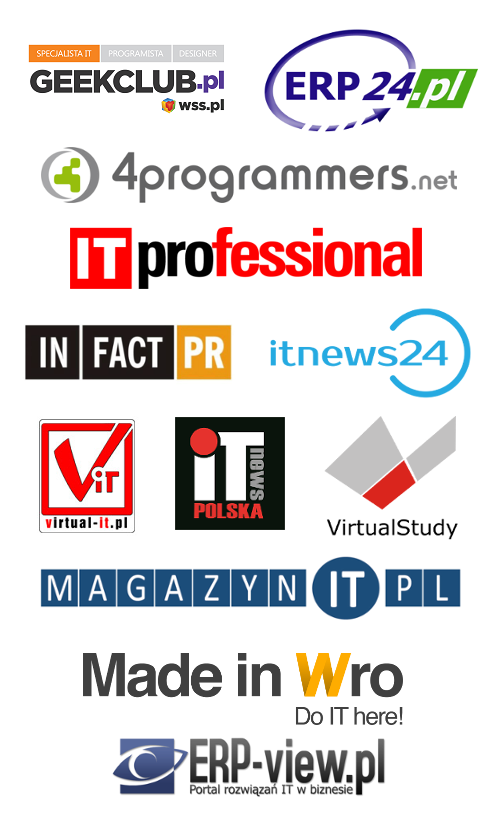 SPECJALISTA IT PROGRAMISTA DESIGNER
GEEKCLUB.pl
wss.pl
ERP 24.pl
4programmers.net
ITprofessional
IN FACT PR
itnews24
ViT
virtual-it.pl
iT news
POLSKA
VirtualStudy
MAGAZYN IT PL
Made in Wro
Do IT here!
ERP-view.pl
Portal rozwiązań IT w biznesie